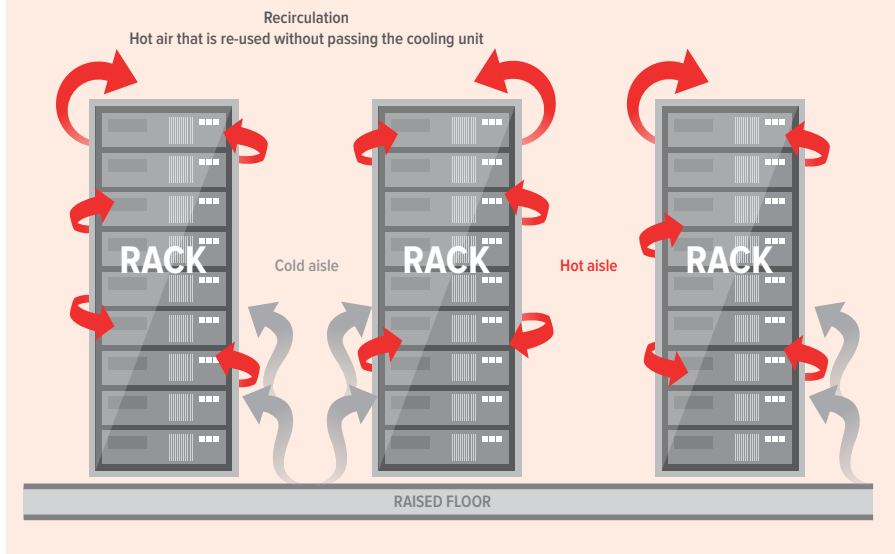 Recirculation
Hot air that is re-used without passing the cooling unit
RACK
Cold aisle
RACK
Hot aisle
RACK
RAISED FLOOR